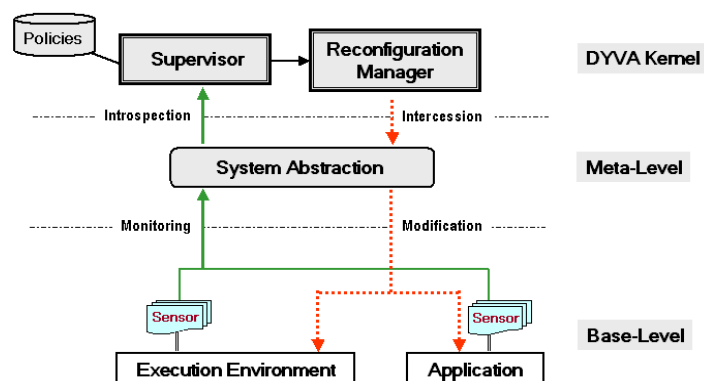 Policies
Supervisor
Reconfiguration
Manager
DYVA Kernel
Introspection
Intercession
System Abstraction
Meta-Level
Monitoring
Modification
Sensor
Sensor
Base-Level
Execution Environment
Application